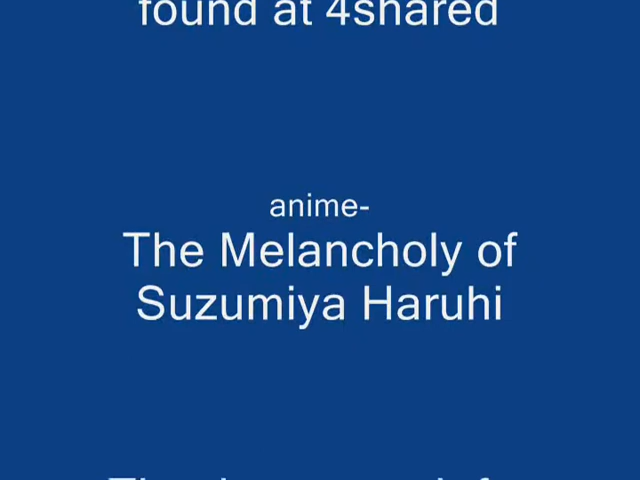 found at 4shared
anime-
The Melancholy of
Suzumiya Haruhi